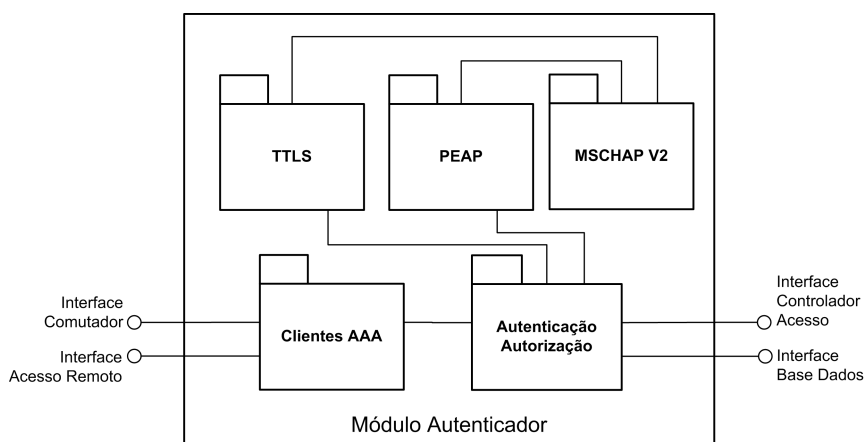 TTLS
PEAP
MSCHAP V2
Interface
Comutador
Interface
Acesso Remoto
Clientes AAA
Autenticação
Autorização
Interface
Controlador
Acesso
Interface
Base Dados
Módulo Autenticador